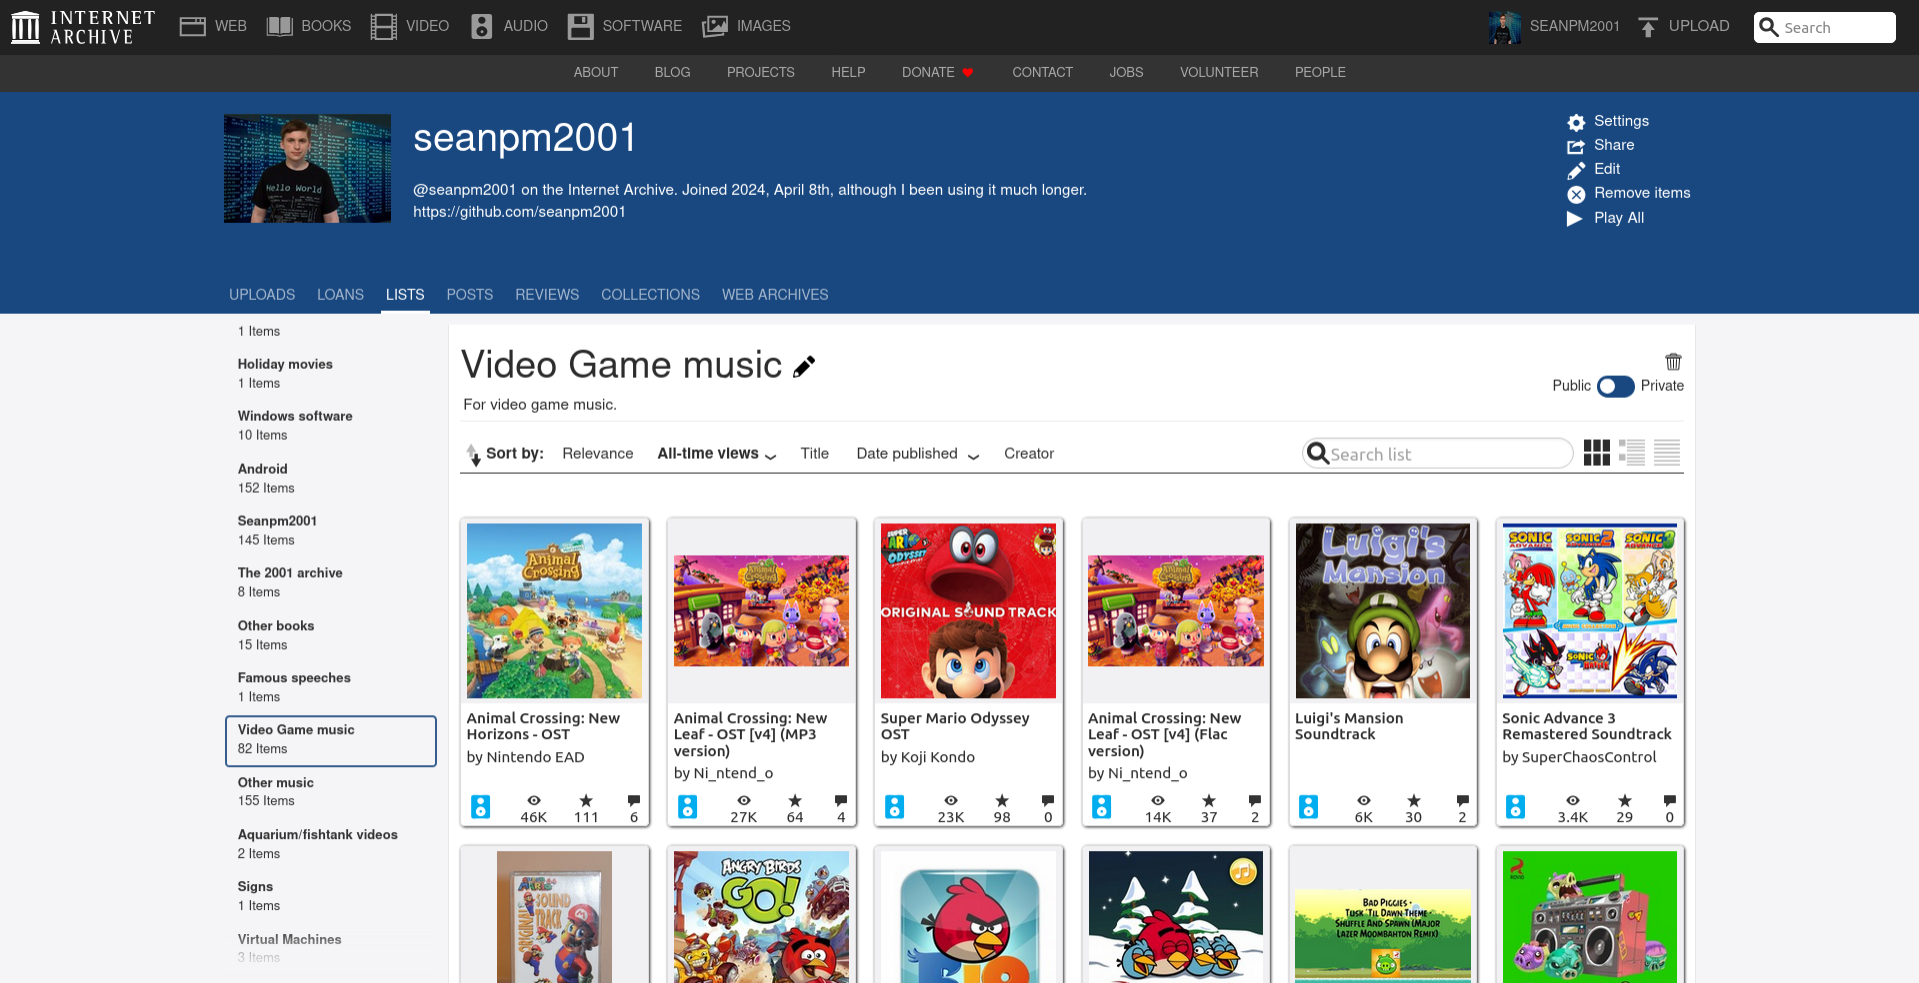 INTERNET ARCHIVE
WEB BOOKS VIDEO AUDIO SOFTWARE IMAGES
SEANPM2001 UPLOAD Search
ABOUT BLOG PROJECTS HELP DONATE CONTACT JOBS VOLUNTEER PEOPLE
Hello World
seanpm2001
@seanpm2001 on the Internet Archive. Joined 2024, April 8th, although I been using it much longer.
https://github.com/seanpm2001
Settings
Share
Edit
Remove items
Play All
UPLOADS LOANS LISTS POSTS REVIEWS COLLECTIONS WEB ARCHIVES
1 Items
Holiday movies
1 Items
Windows software
10 Items
Android
152 Items
Seanpm2001
145 Items
The 2001 archive
8 Items
Other books
15 Items
Famous speeches
1 Items
Video Game music
82 Items
Other music
155 Items
Aquarium/fishtank videos
2 Items
Signs
1 Items
Virtual Machines
3 Items
Video Game music
For video game music.
Public Private
Sort by: Relevance All-time views Title Date published Creator
Search list
Animal Crossing
Animal Crossing: New
Horizons - OST
by Nintendo EAD
46K 111 6
Animal Crossing
Animal Crossing: New
Leaf - OST [v4] (MP3
version)
by Ni_ntend_o
27K 64 4
SUPER MARIO ODYSSEY
ORIGINAL SOUND TRACK
Super Mario Odyssey
OST
by Koji Kondo
23K 98 0
Animal Crossing
Animal Crossing: New
Leaf - OST [v4] (Flac
version)
by Ni_ntend_o
14K 37 2
Luigi's
Mansion
Luigi's Mansion
Soundtrack
6K 30 2
SONIC ADVANCE SONIC ADVANCE 2 SONIC ADVANCE 3
SONIC BATTLE
Sonic Advance 3
Remastered Soundtrack
by SuperChaosControl
3.4K 29 0
ORIGINAL SOUND TRACK
ANGRY BIRDS
GO!
RIO
BAD PIGGIES -
TUSK 'TIL DAWN THEME -
SHUFFLE AND SPAWN (MAJOR
LAZER MOOMBAHTON REMIX)